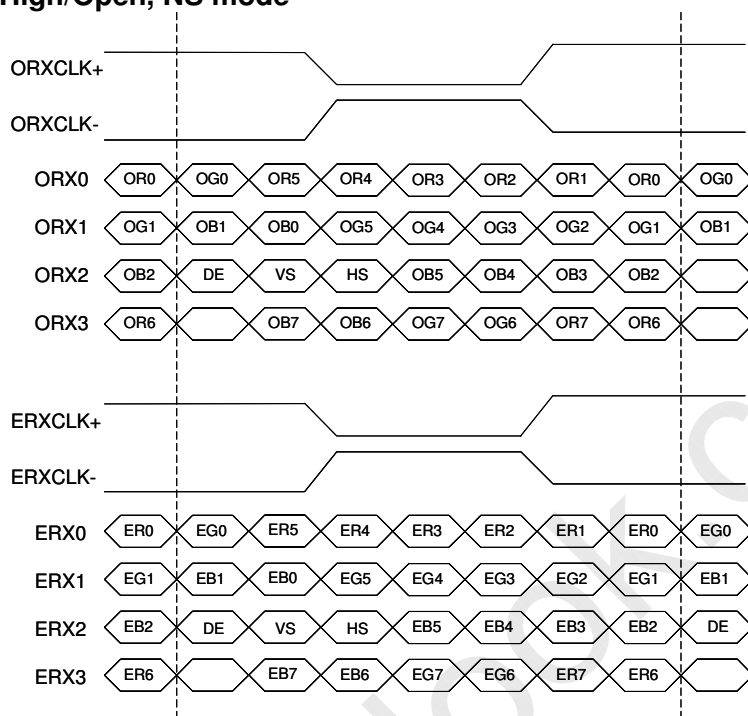 High/Open, NS mode
ORXCLK+
ORXCLK-
ORX0 OR0 OG0 OR5 OR4 OR3 OR2 OR1 OR0 OG0
ORX1 OG1 OB1 OB0 OG5 OG4 OG3 OG2 OG1 OB1
ORX2 OB2 DE VS HS OB5 OB4 OB3 OB2
ORX3 OR6 OB7 OB6 OG7 OG6 OR7 OR6
ERXCLK+
ERXCLK-
ERX0 ER0 EG0 ER5 ER4 ER3 ER2 ER1 ER0 EG0
ERX1 EG1 EB1 EB0 EG5 EG4 EG3 EG2 EG1 EB1
ERX2 EB2 DE VS HS EB5 EB4 EB3 EB2 DE
ERX3 ER6 EB7 EB6 EG7 EG6 ER7 ER6